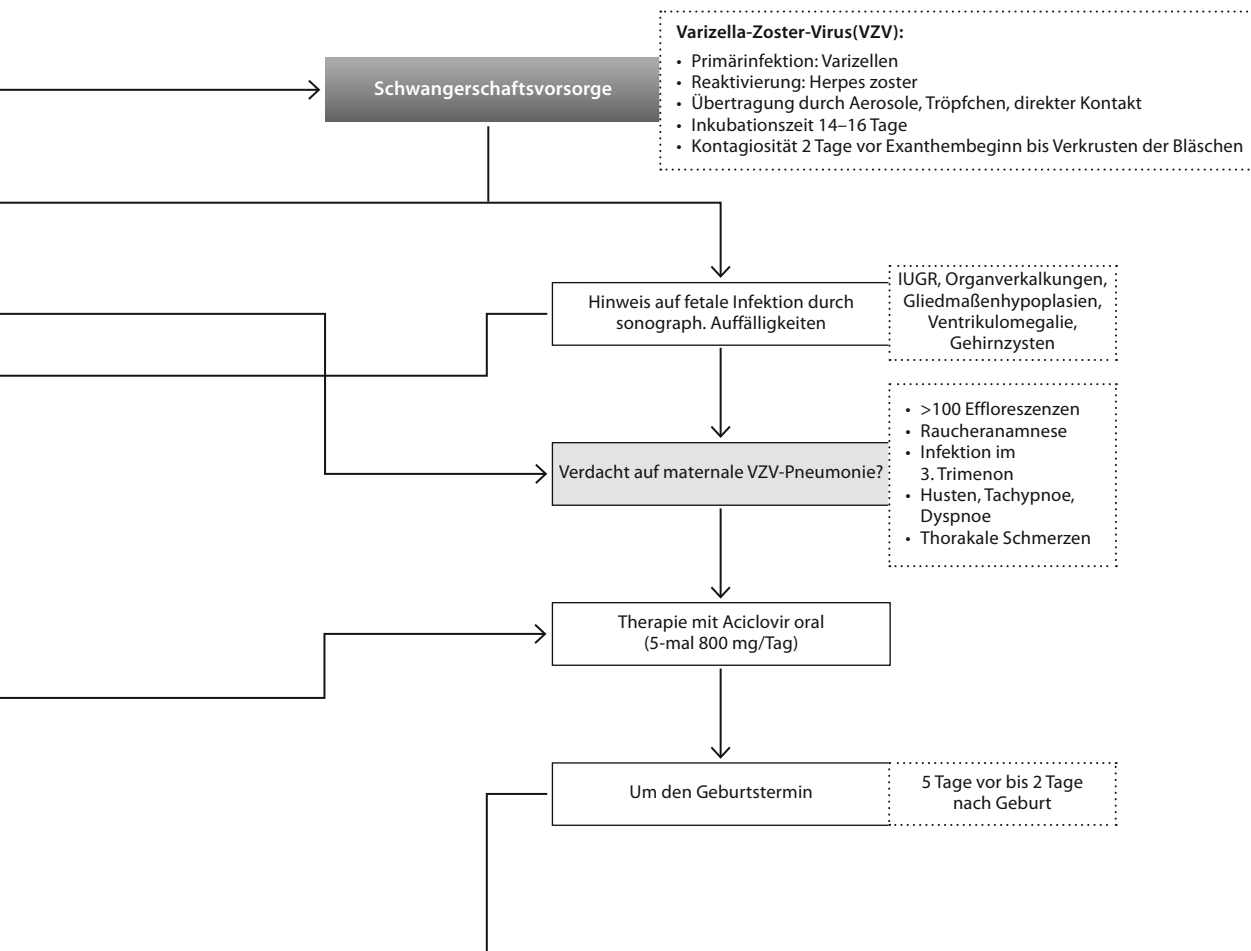 Schwangerschaftsvorsorge
Varizella-Zoster-Virus(VZV):
• Primärinfektion: Varizellen
• Reaktivierung: Herpes zoster
• Übertragung durch Aerosole, Tröpfchen, direkter Kontakt
• Inkubationszeit 14–16 Tage
• Kontagiosität 2 Tage vor Exanthembeginn bis Verkrusten der Bläschen
Hinweis auf fetale Infektion durch
sonograph. Auffälligkeiten
IUGR, Organverkalkungen,
Gliedmaßenhypoplasien,
Ventrikulomegalie,
Gehirnzysten
Verdacht auf maternale VZV-Pneumonie?
• >100 Effloreszenzen
• Raucheranamnese
• Infektion im
3. Trimenon
• Husten, Tachypnoe,
Dyspnoe
• Thorakale Schmerzen
Therapie mit Aciclovir oral
(5-mal 800 mg/Tag)
Um den Geburtstermin
5 Tage vor bis 2 Tage
nach Geburt